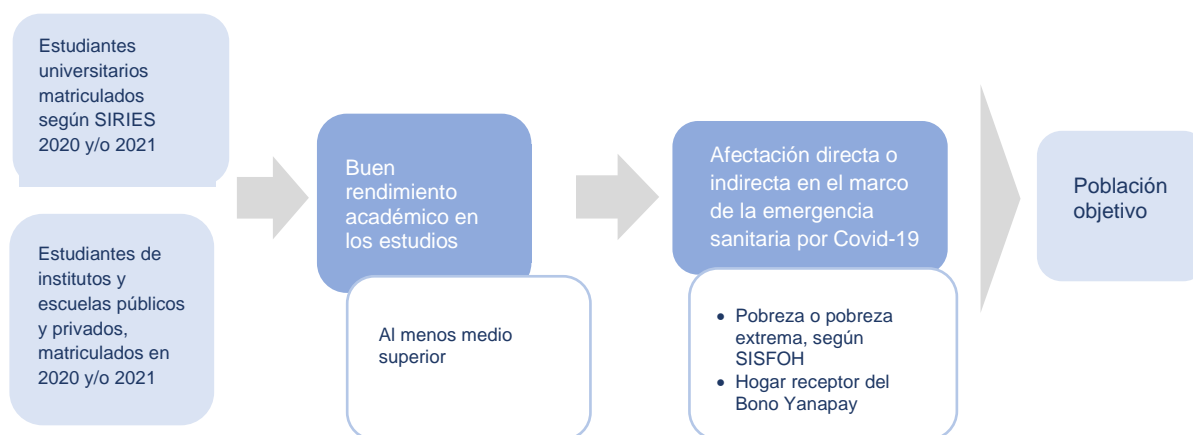 Estudiantes
universitarios
matriculados
según SIRIES
2020 y/o 2021
Estudiantes de
institutos y
escuelas públicos
y privados,
matriculados en
2020 y/o 2021
Buen
rendimiento
académico en
los estudios
Al menos medio
superior
Afectación directa o
indirecta en el marco
de la emergencia
sanitaria por Covid-19
• Pobreza o pobreza
extrema, según
SISFOH
• Hogar receptor del
Bono Yanapay
Población
objetivo